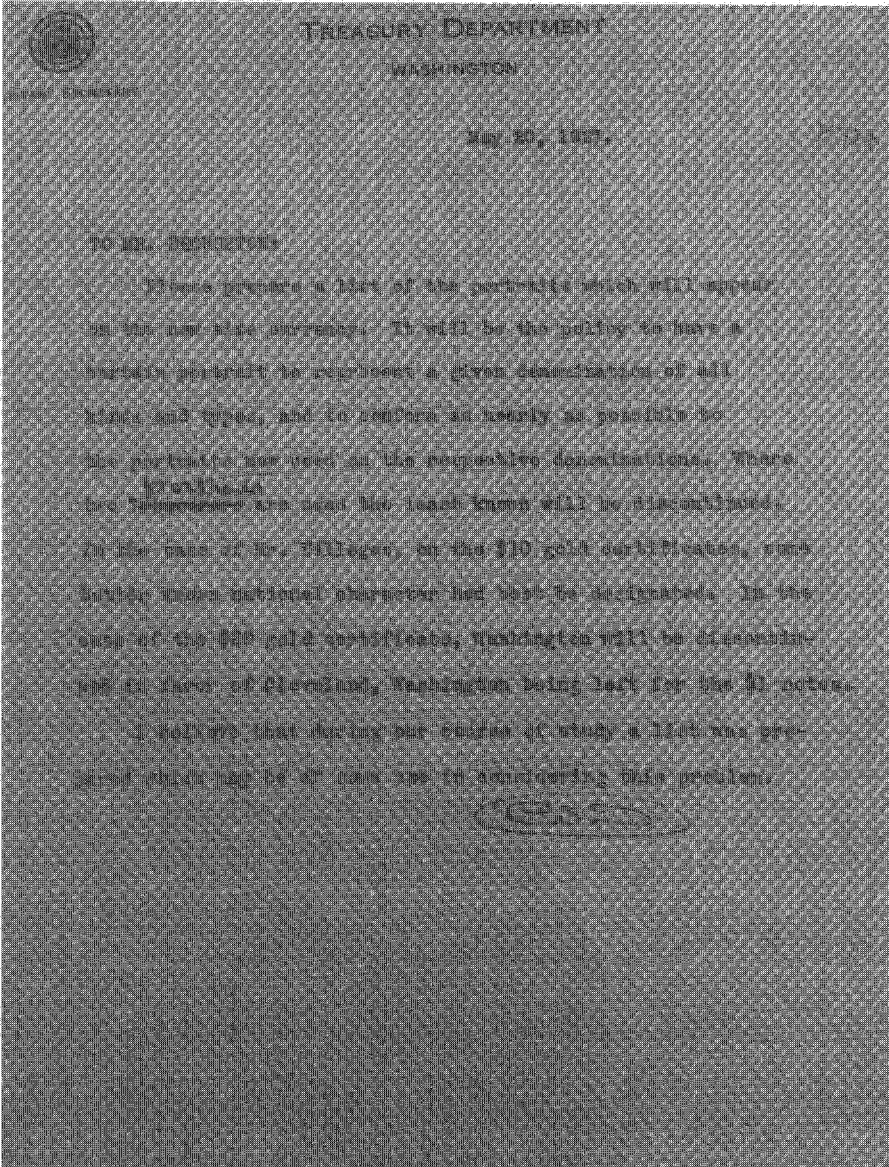 TREASURY DEPARTMENT
WASHINGTON
May 20, 1927.
TO MR.
Please prepare a list of the portraits which will appear
on the new size currency. It will be the policy to have a
certain portrait to represent a given denomination of all
kinds and types, and to conform as nearly as possible to
the portraits now used on the respective denominations. Where
portraits
two are used the least known will be discontinued.
In the case of Mr. Hillegas, on the $10 gold certificates, some
better known national character had best be designated. In the
case of the $20 gold certificate, Washington will be discontin-
ued in favor of Cleveland, Washington being left for the $1 notes.
I believe that during our course of study a list was pre-
pared which may be of some use in considering this problem.